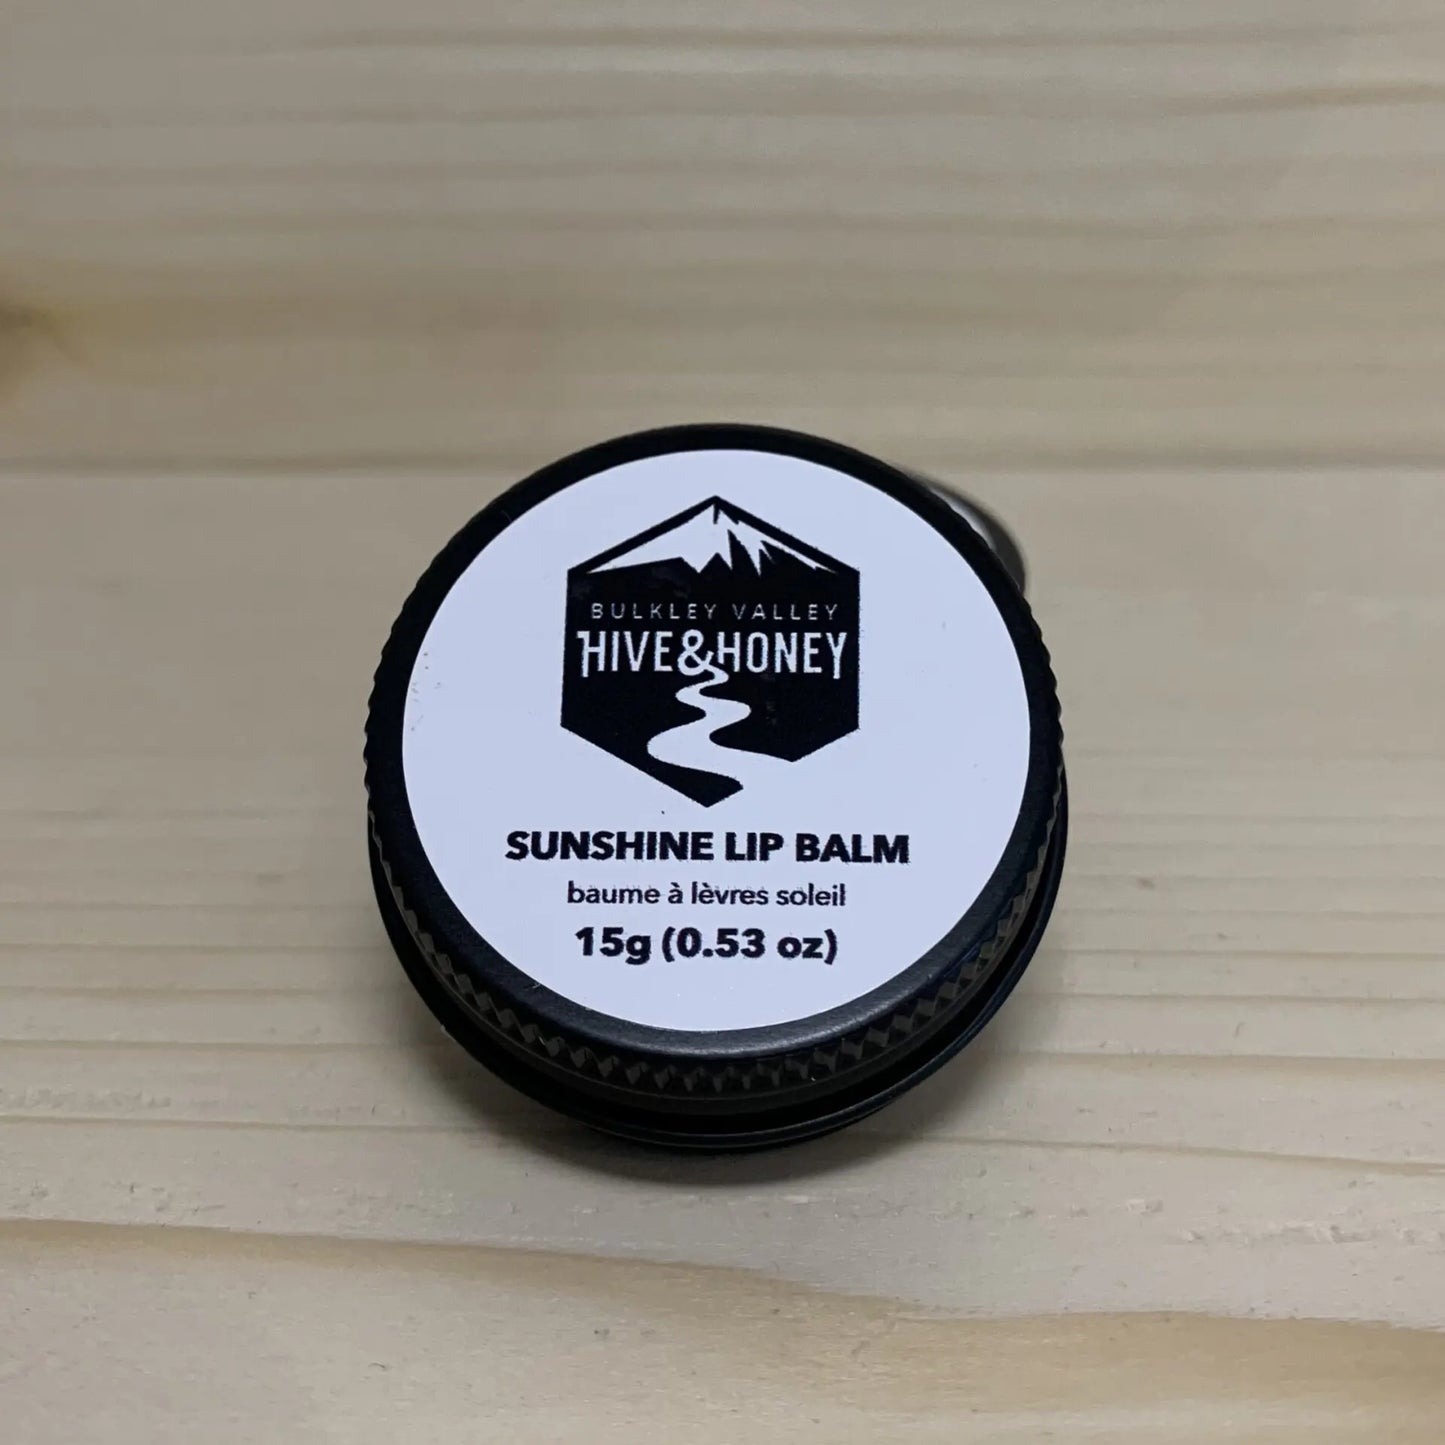 BULKLEY VALLEY
HIVE&HONEY
SUNSHINE LIP BALM
baume à lèvres soleil
15g (0.53 oz)